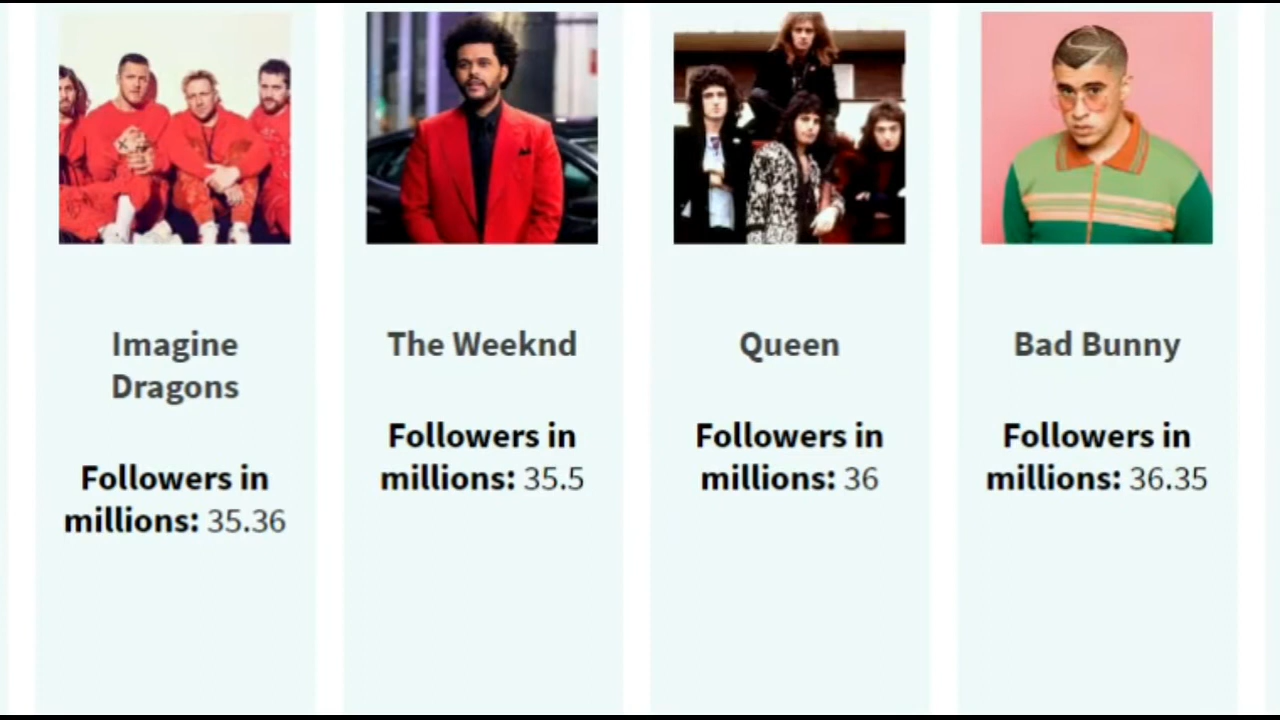 Imagine
Dragons
Followers in
millions: 35.36
The Weeknd
Followers in
millions: 35.5
Queen
Followers in
millions: 36
Bad Bunny
Followers in
millions: 36.35